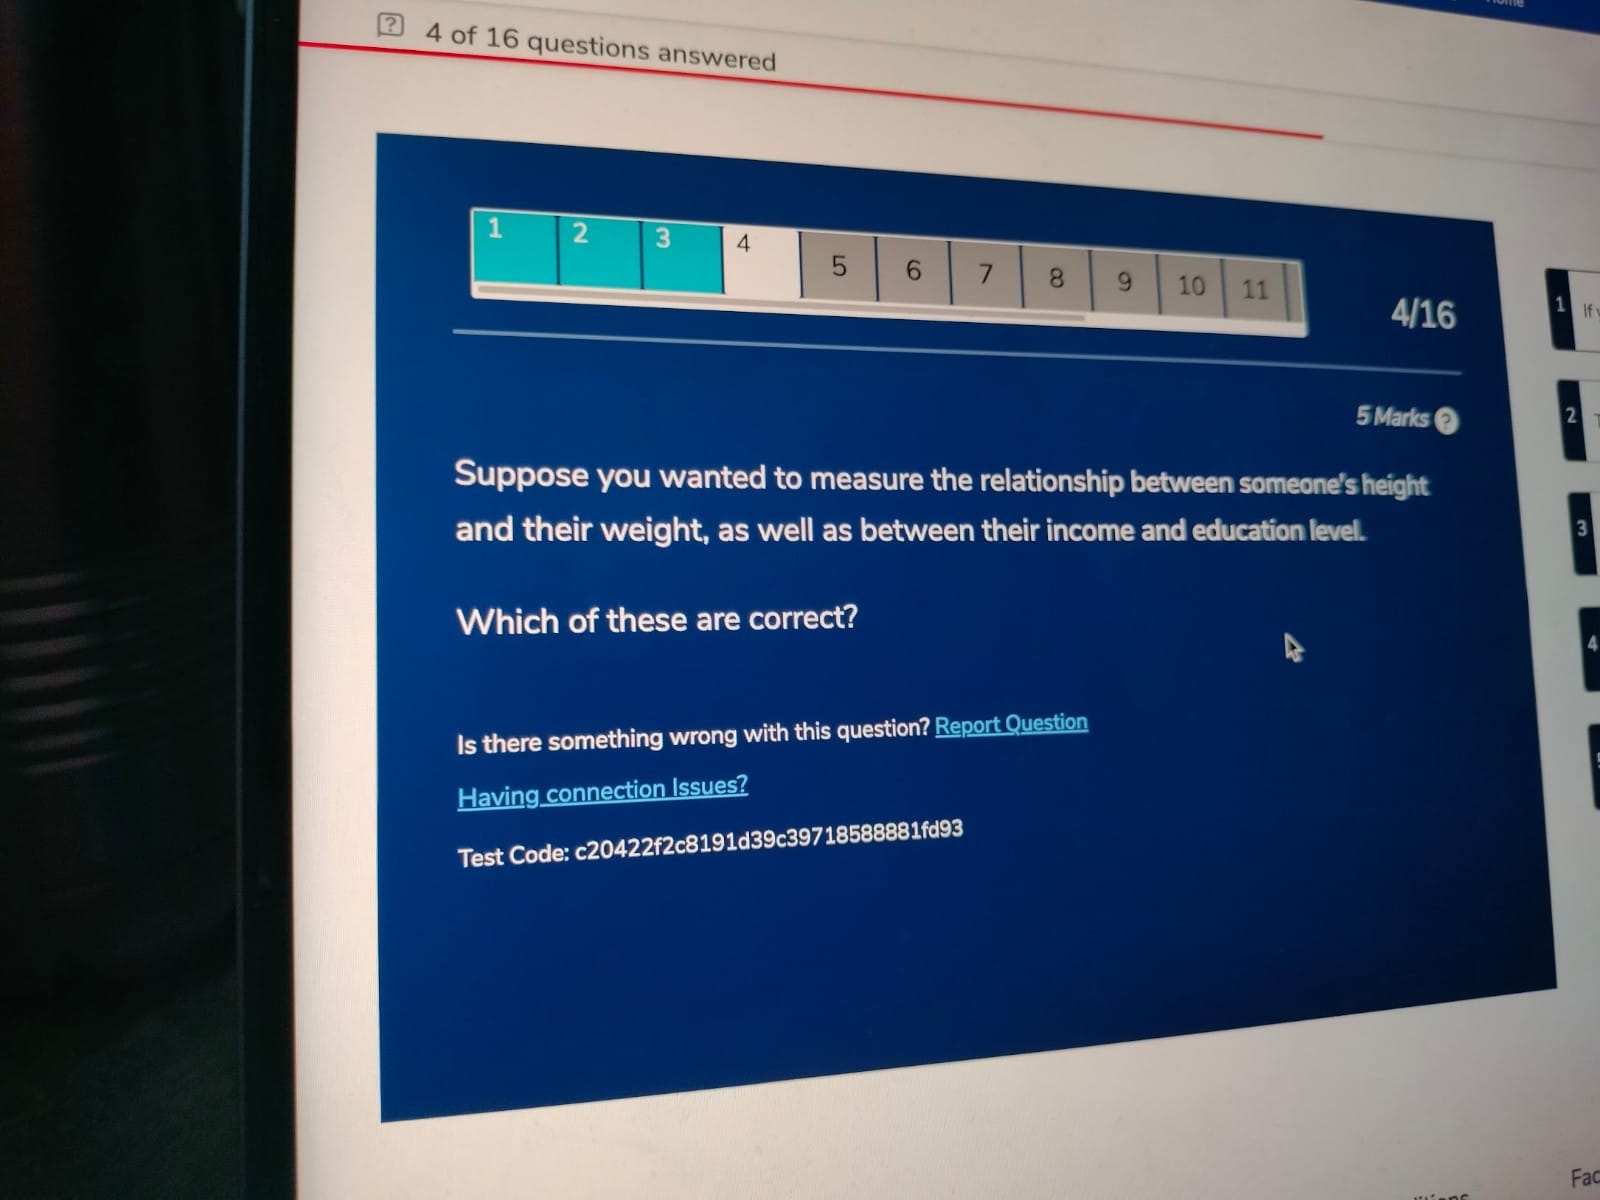 4 of 16 questions answered
1 2 3 4 5 6 7 8 9 10 11
4/16
5 Marks ?
Suppose you wanted to measure the relationship between someone's height
and their weight, as well as between their income and education level.
Which of these are correct?
Is there something wrong with this question? Report Question
Having connection Issues?
Test Code: c20422f2c8191d39c39718588881fd93
1 If
2
3
4